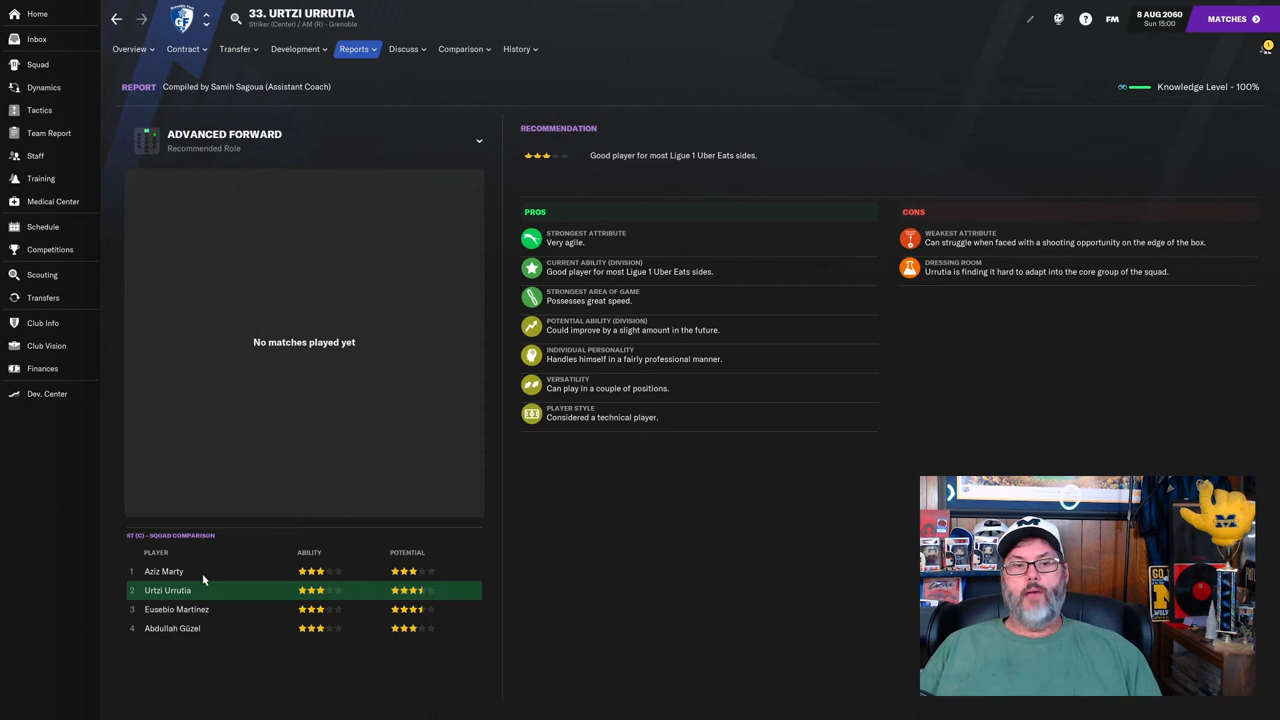 Home
Inbox
Squad
Dynamics
Tactics
Team Report
Staff
Training
Medical Center
Schedule
Competitions
Scouting
Transfers
Club Info
Club Vision
Finances
Dev. Center
33. URTZI URRUTIA
Striker (Center) / AM (R) - Grenoble
FM
8 AUG 2060
Sun 15:00
MATCHES
Overview
Contract
Transfer
Development
Reports
Discuss
Comparison
History
REPORT Compiled by Samih Sagoua (Assistant Coach)
Knowledge Level - 100%
ADVANCED FORWARD
Recommended Role
No matches played yet
ST (C) - SQUAD COMPARISON
PLAYER ABILITY POTENTIAL
1 Aziz Marty
2 Urtzi Urrutia
3 Eusebio Martínez
4 Abdullah Güzel
RECOMMENDATION
Good player for most Ligue 1 Uber Eats sides.
PROS
STRONGEST ATTRIBUTE
Very agile.
CURRENT ABILITY (DIVISION)
Good player for most Ligue 1 Uber Eats sides.
STRONGEST AREA OF GAME
Possesses great speed.
POTENTIAL ABILITY (DIVISION)
Could improve by a slight amount in the future.
INDIVIDUAL PERSONALITY
Handles himself in a fairly professional manner.
VERSATILITY
Can play in a couple of positions.
PLAYER STYLE
Considered a technical player.
CONS
WEAKEST ATTRIBUTE
Can struggle when faced with a shooting opportunity on the edge of the box.
DRESSING ROOM
Urrutia is finding it hard to adapt into the core group of the squad.
M
M
GO